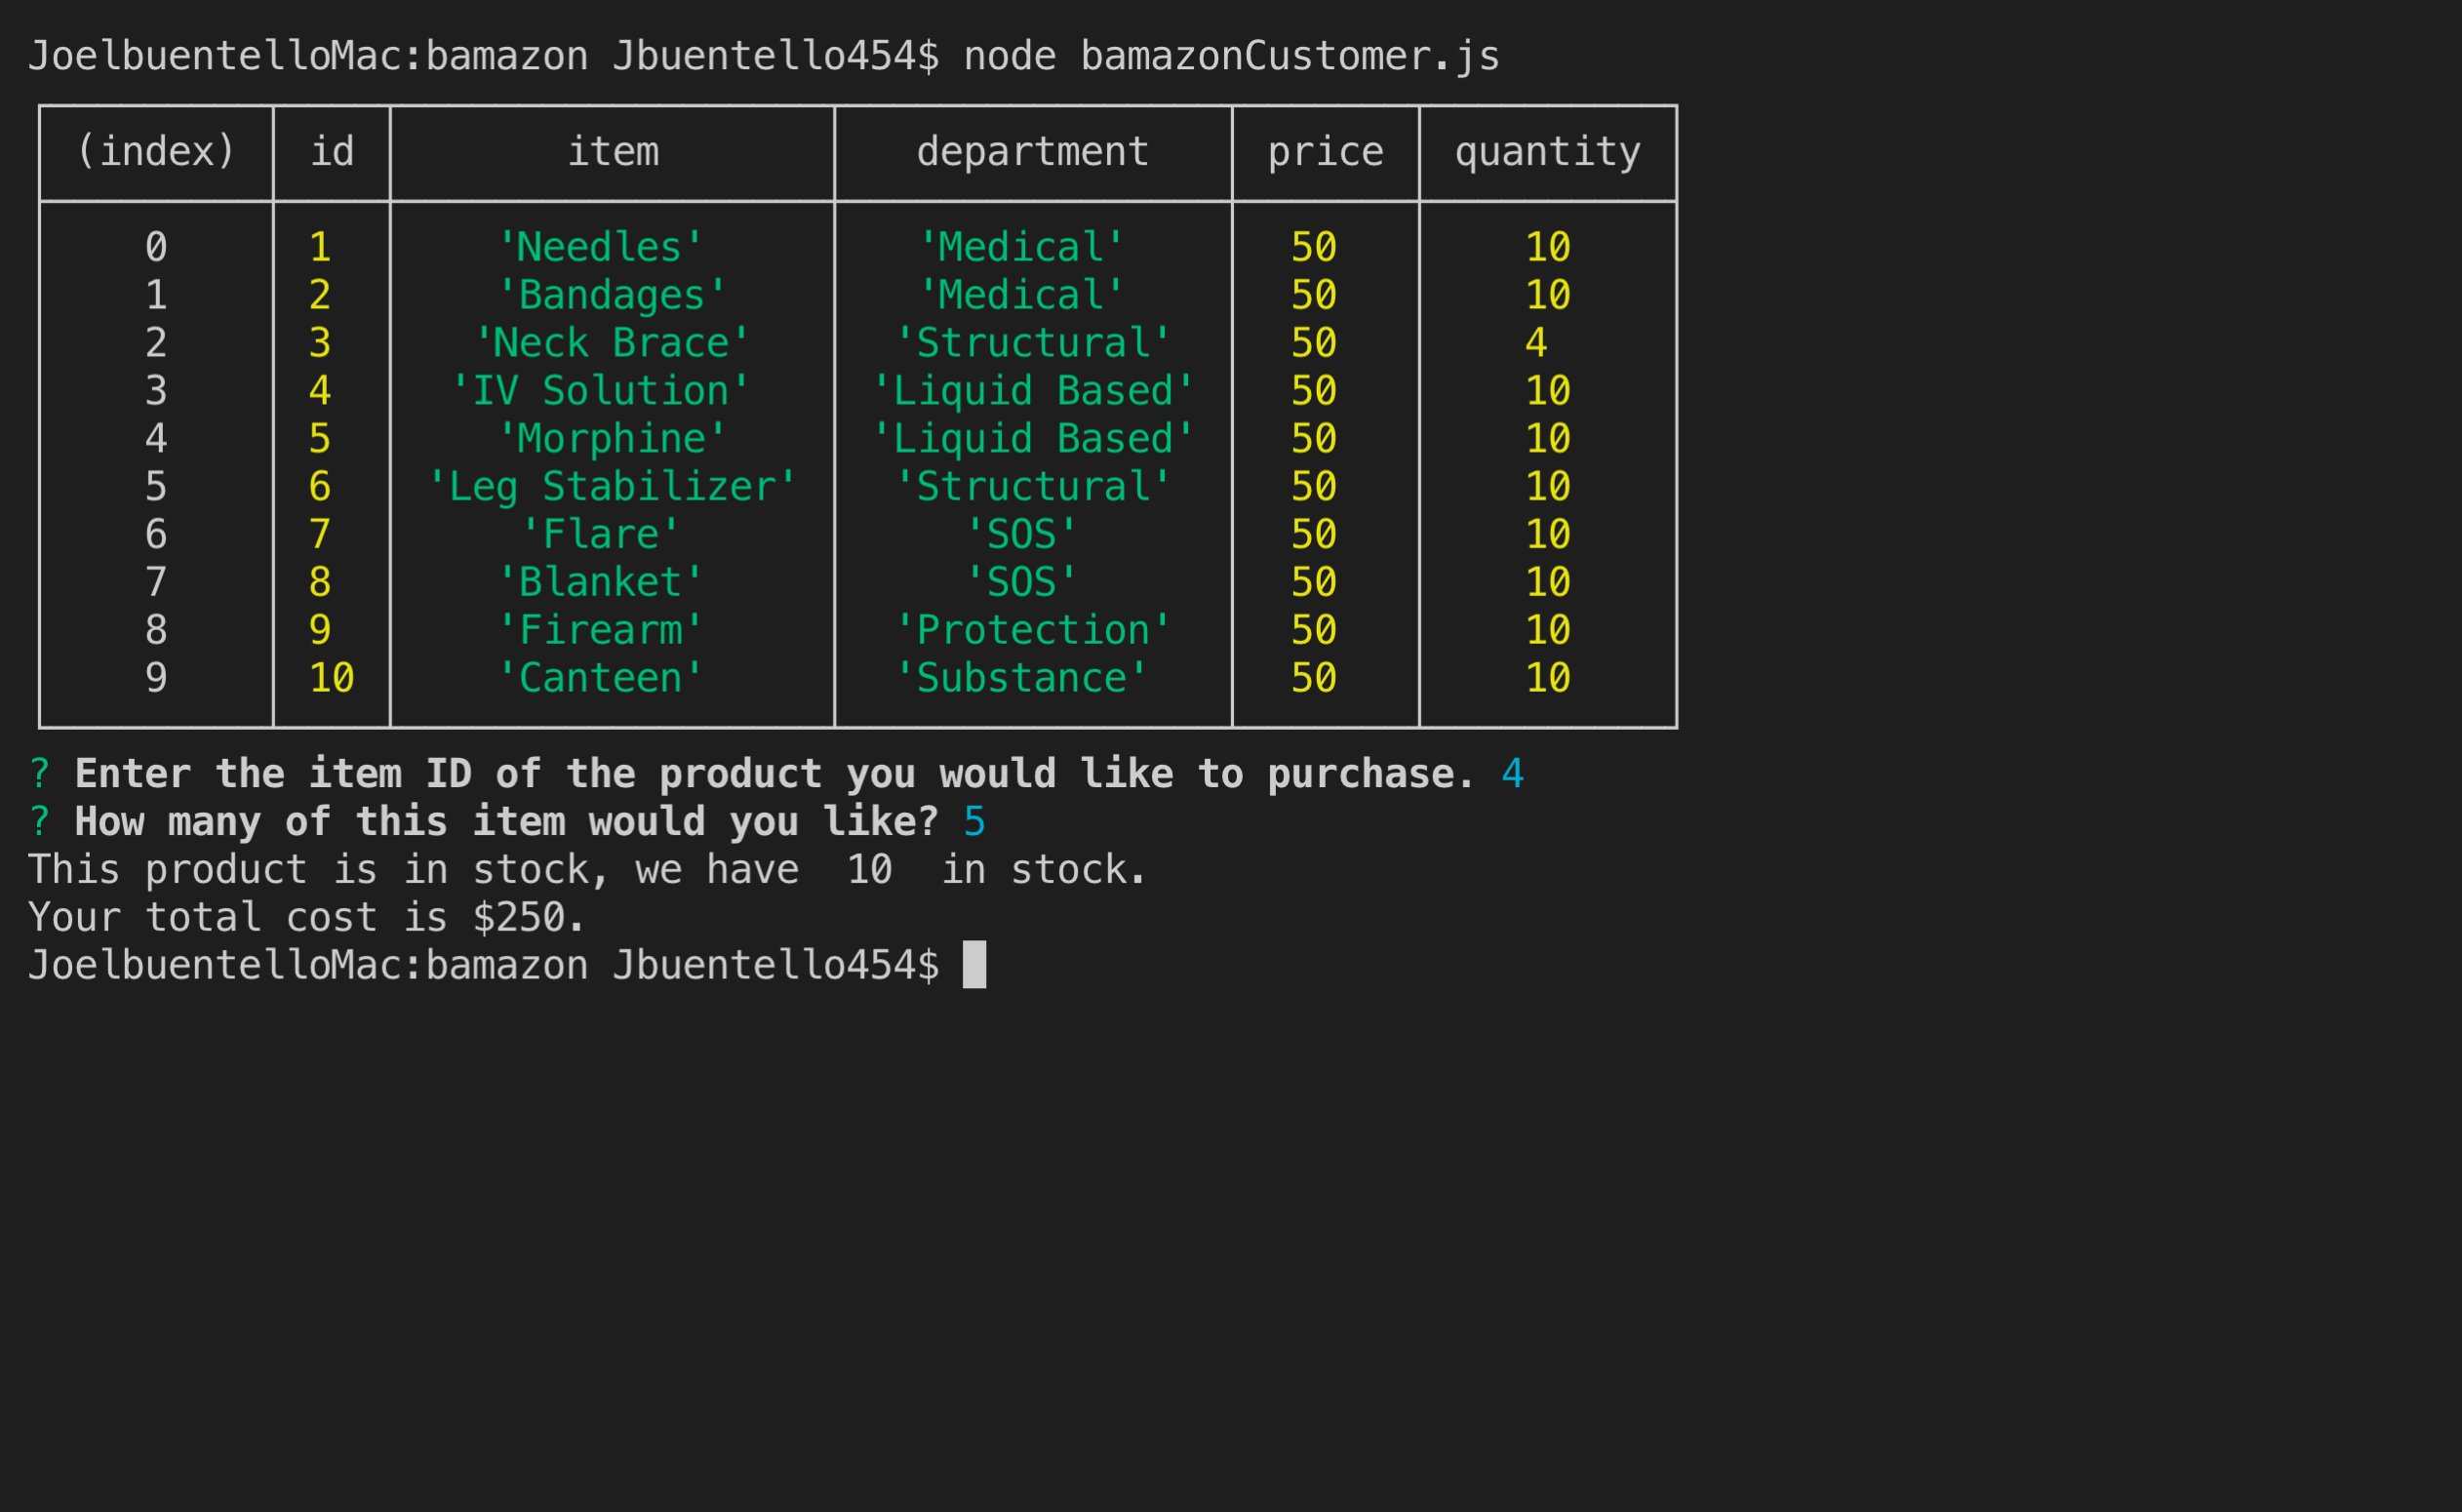 JoelbuentelloMac:bamazon Jbuentello454$ node bamazonCustomer.js
(index) id item department price quantity
0 1 'Needles' 'Medical' 50 10
1 2 'Bandages' 'Medical' 50 10
2 3 'Neck Brace' 'Structural' 50 4
3 4 'IV Solution' 'Liquid Based' 50 10
4 5 'Morphine' 'Liquid Based' 50 10
5 6 'Leg Stabilizer' 'Structural' 50 10
6 7 'Flare' 'SOS' 50 10
7 8 'Blanket' 'SOS' 50 10
8 9 'Firearm' 'Protection' 50 10
9 10 'Canteen' 'Substance' 50 10
? Enter the item ID of the product you would like to purchase. 4
? How many of this item would you like? 5
This product is in stock, we have  10  in stock.
Your total cost is $250.
JoelbuentelloMac:bamazon Jbuentello454$